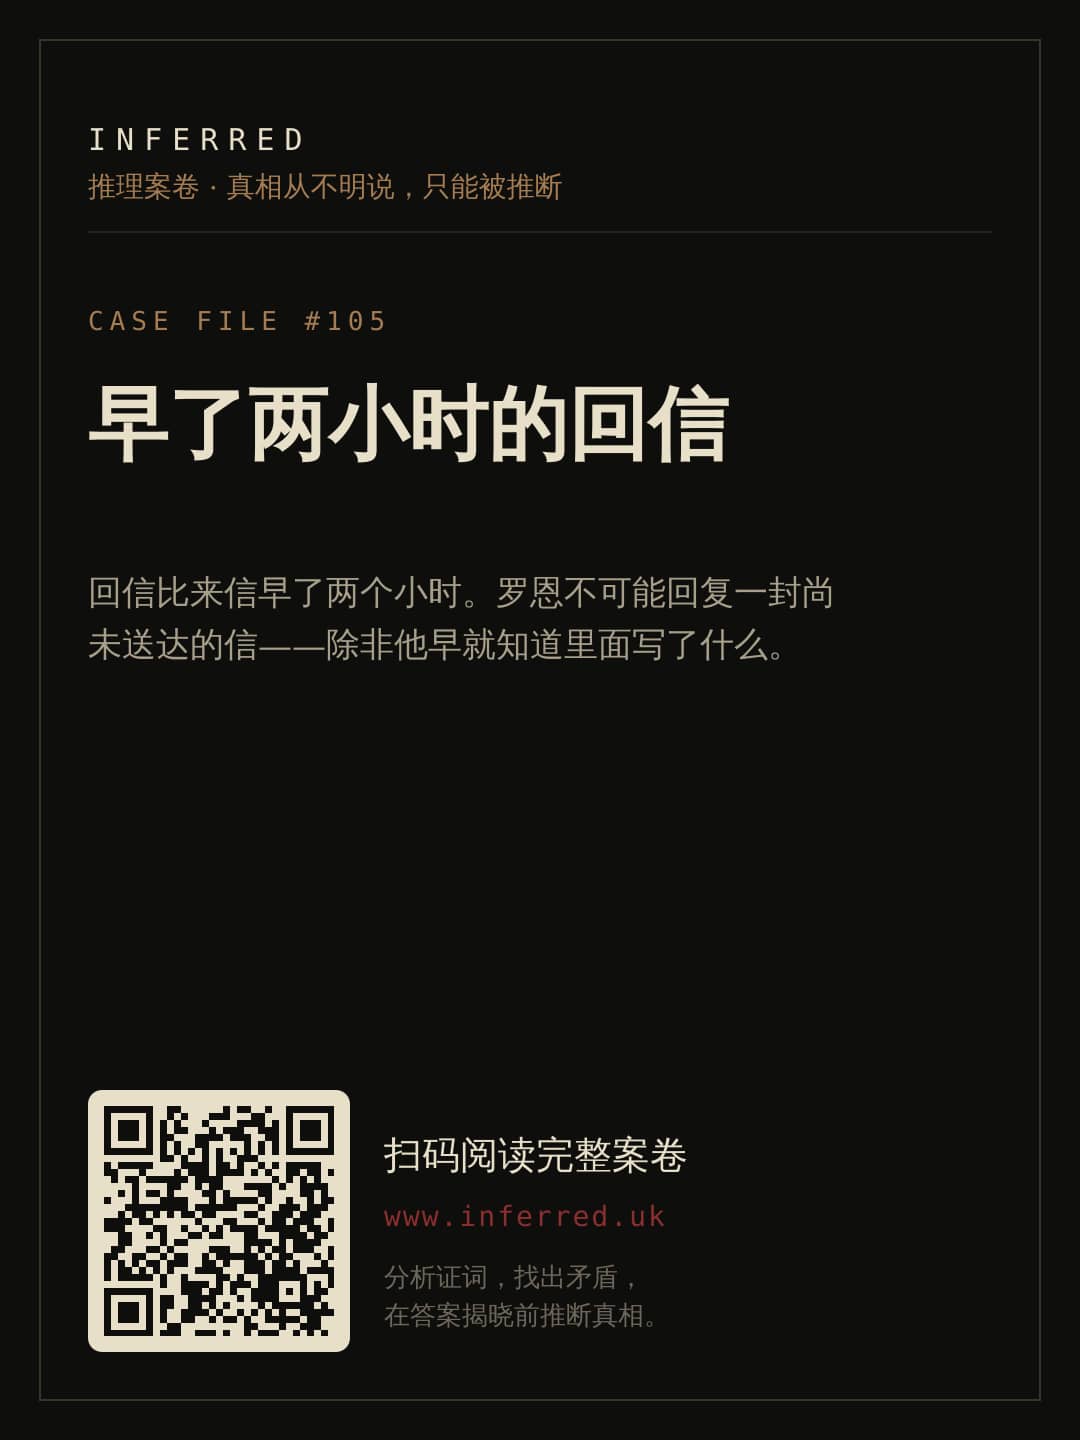 INFERRED
推理案卷 · 真相从不明说，只能被推断
CASE FILE #105
早了两小时的回信
回信比来信早了两个小时。罗恩不可能回复一封尚
未送达的信——除非他早就知道里面写了什么。
扫码阅读完整案卷
www.inferred.uk
分析证词，找出矛盾，
在答案揭晓前推断真相。